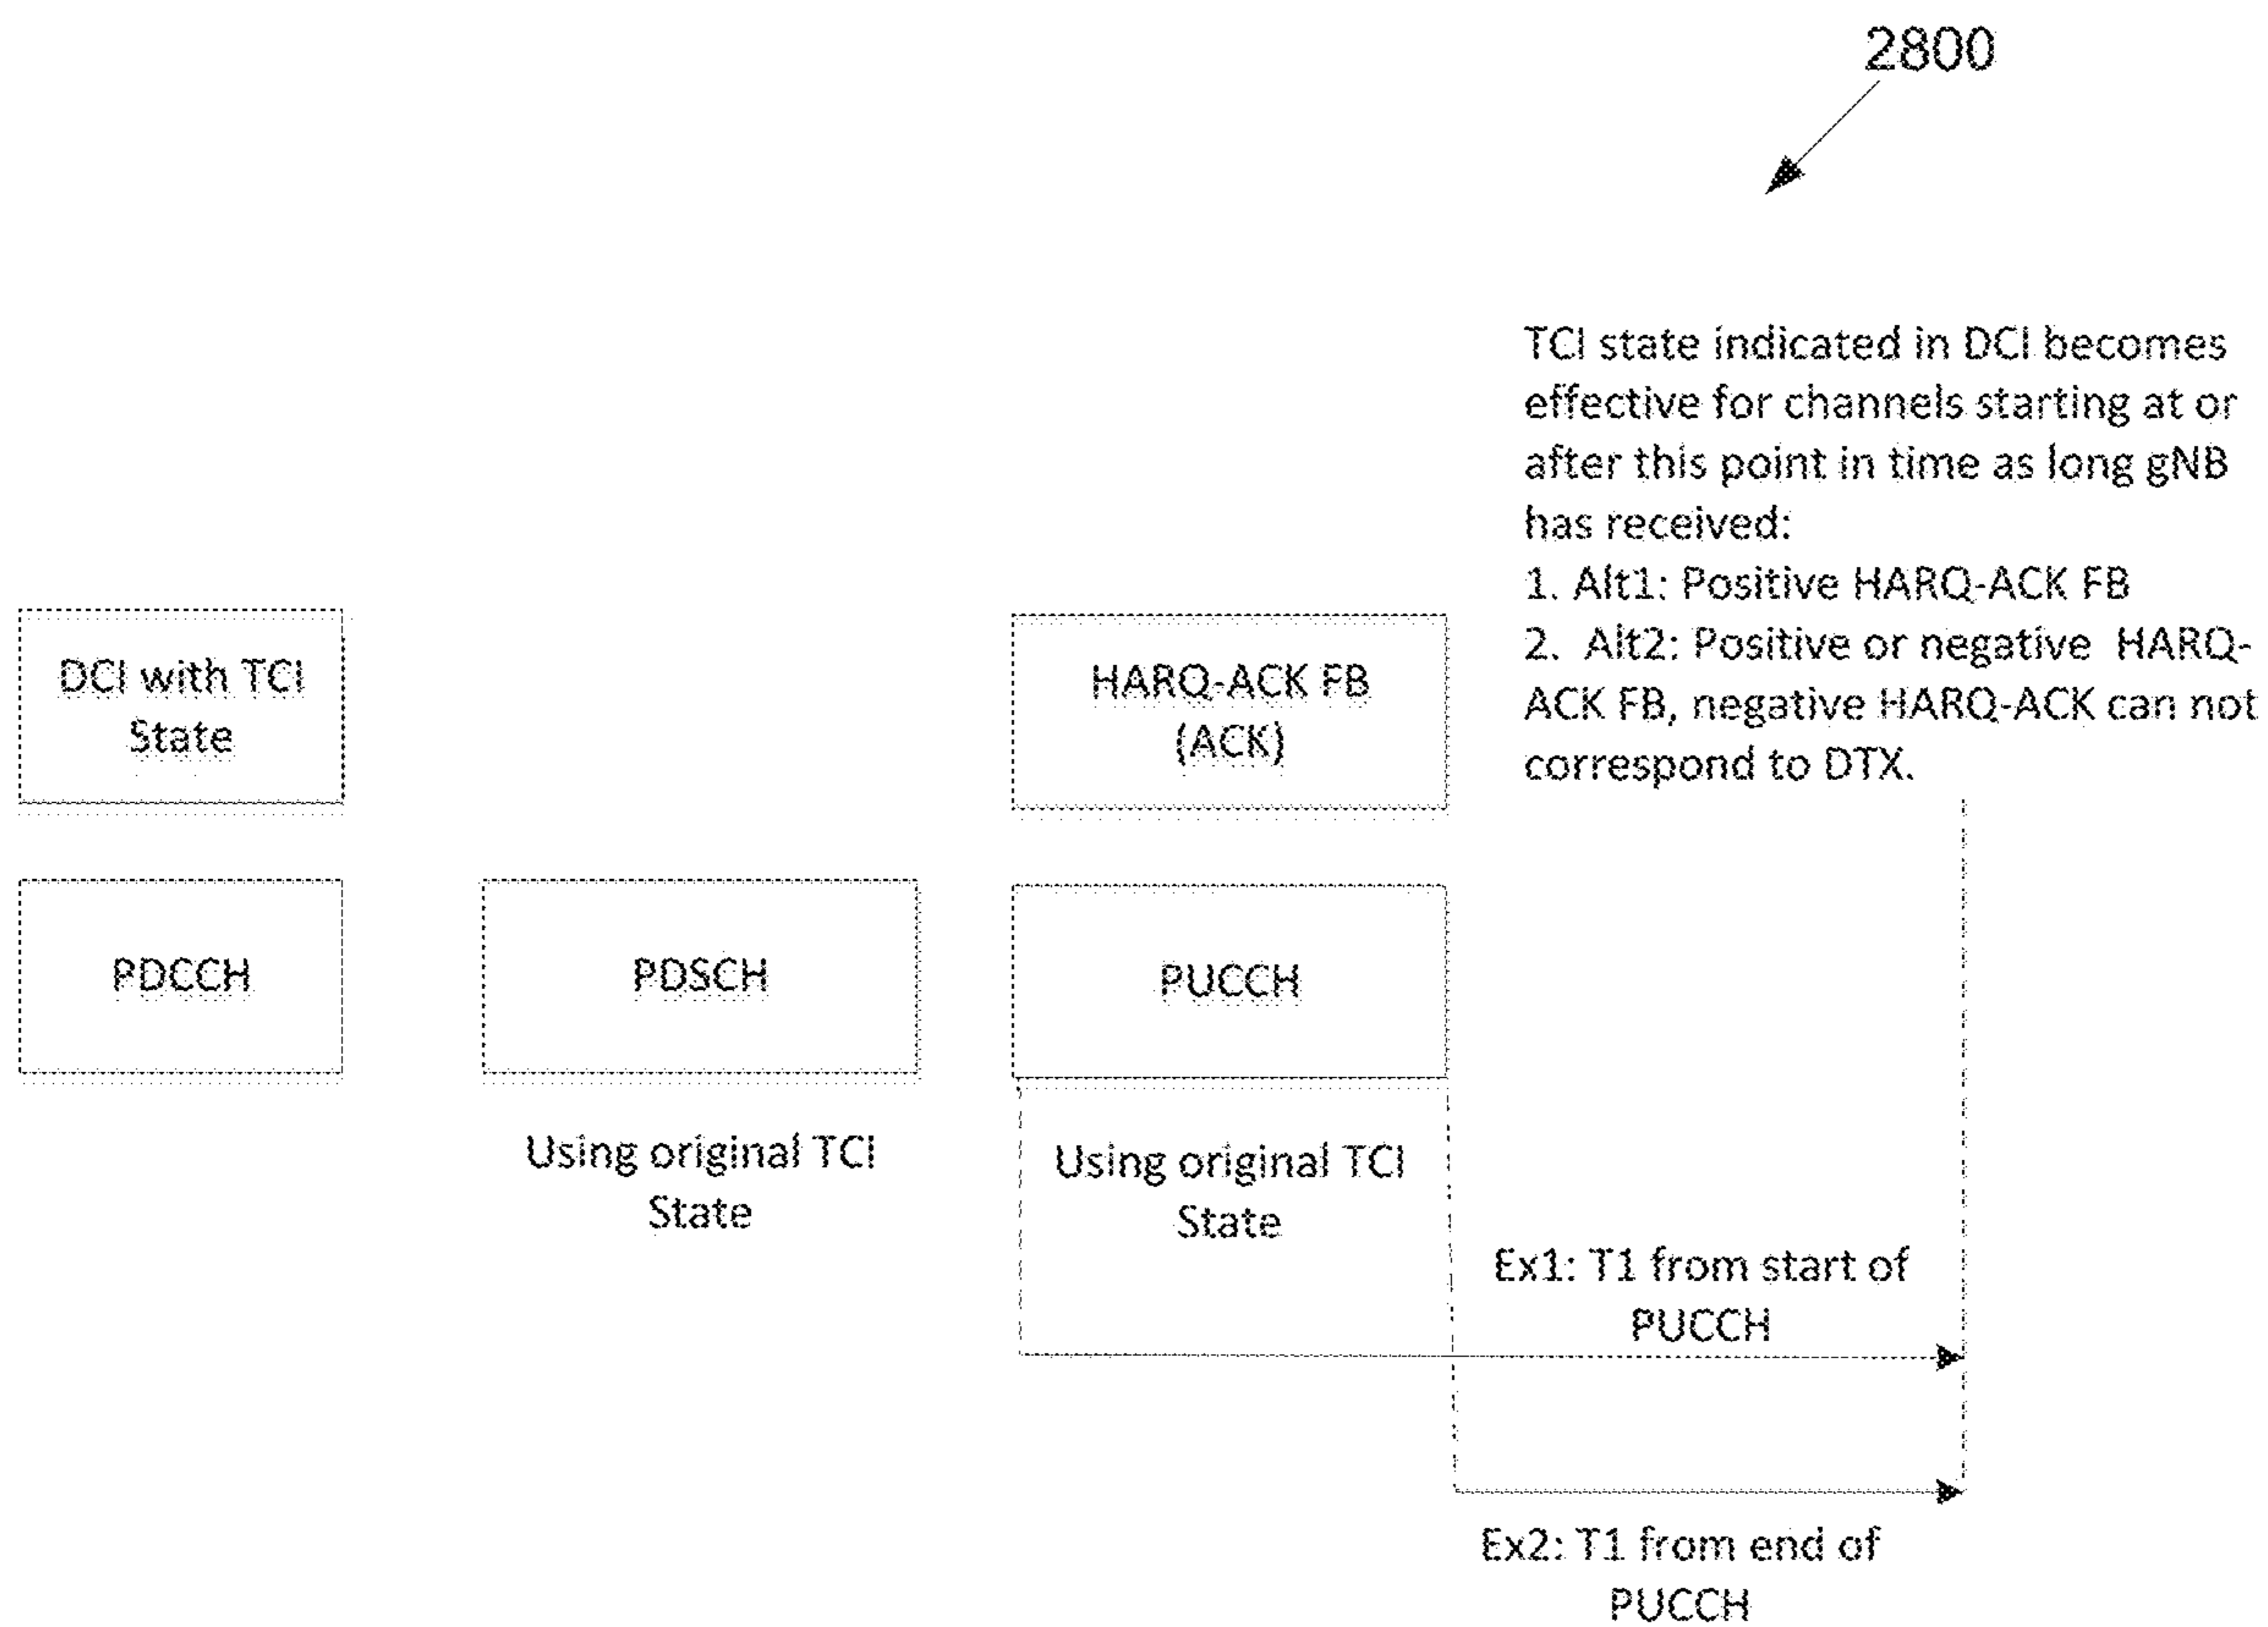 2800
TCI state indicated in DCI becomes
effective for channels starting at or
after this point in time as long gNB
has received:
1. Alt1: Positive HARQ-ACK FB
2. Alt2: Positive or negative HARQ-
ACK FB, negative HARQ-ACK can not
correspond to DTX.
DCI with TCI
State
HARQ-ACK FB
(ACK)
PDCCH
PDSCH
PUCCH
Using original TCI
State
Using original TCI
State
Ex1: T1 from start of
PUCCH
Ex2: T1 from end of
PUCCH